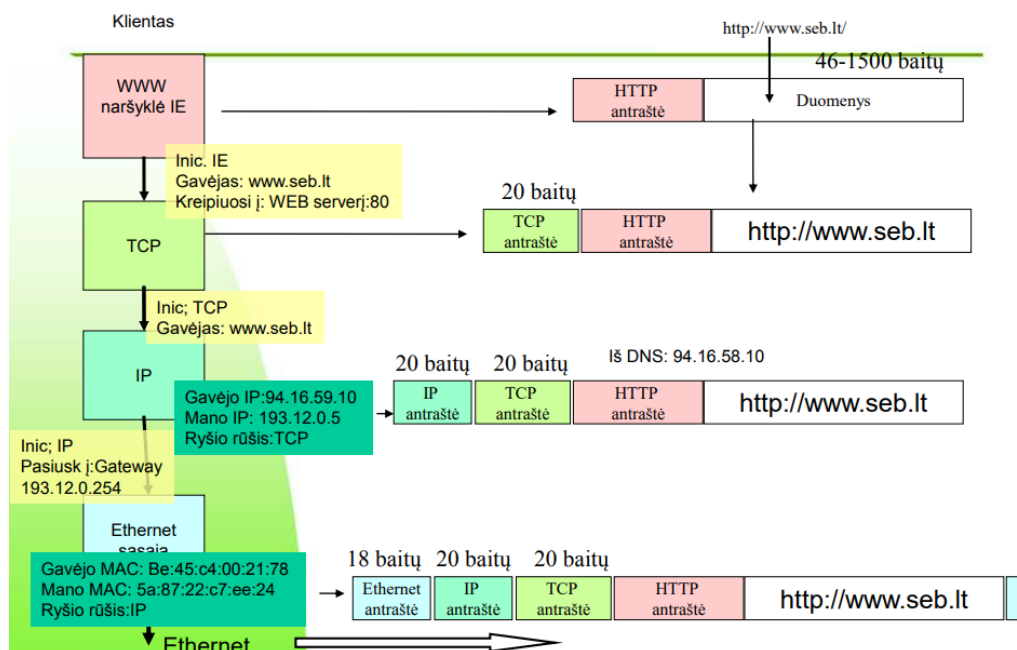 Klientas
http://www.seb.lt/
46-1500 baitų
WWW
naršyklė IE
HTTP
antraštė
Duomenys
Inic. IE
Gavėjas: www.seb.lt
Kreipiuosi į: WEB serverį:80
20 baitų
TCP
TCP
antraštė
HTTP
antraštė
http://www.seb.lt
Inic; TCP
Gavėjas: www.seb.lt
IP
20 baitų
20 baitų
Iš DNS: 94.16.58.10
Gavėjo IP:94.16.59.10
Mano IP: 193.12.0.5
Ryšio rūšis:TCP
IP
antraštė
TCP
antraštė
HTTP
antraštė
http://www.seb.lt
Inic; IP
Pasiusk į:Gateway
193.12.0.254
Ethernet
sąsaja
18 baitų
20 baitų
20 baitų
Gavėjo MAC: Be:45:c4:00:21:78
Mano MAC: 5a:87:22:c7:ee:24
Ryšio rūšis:IP
Ethernet
antraštė
IP
antraštė
TCP
antraštė
HTTP
antraštė
http://www.seb.lt
Ethernet